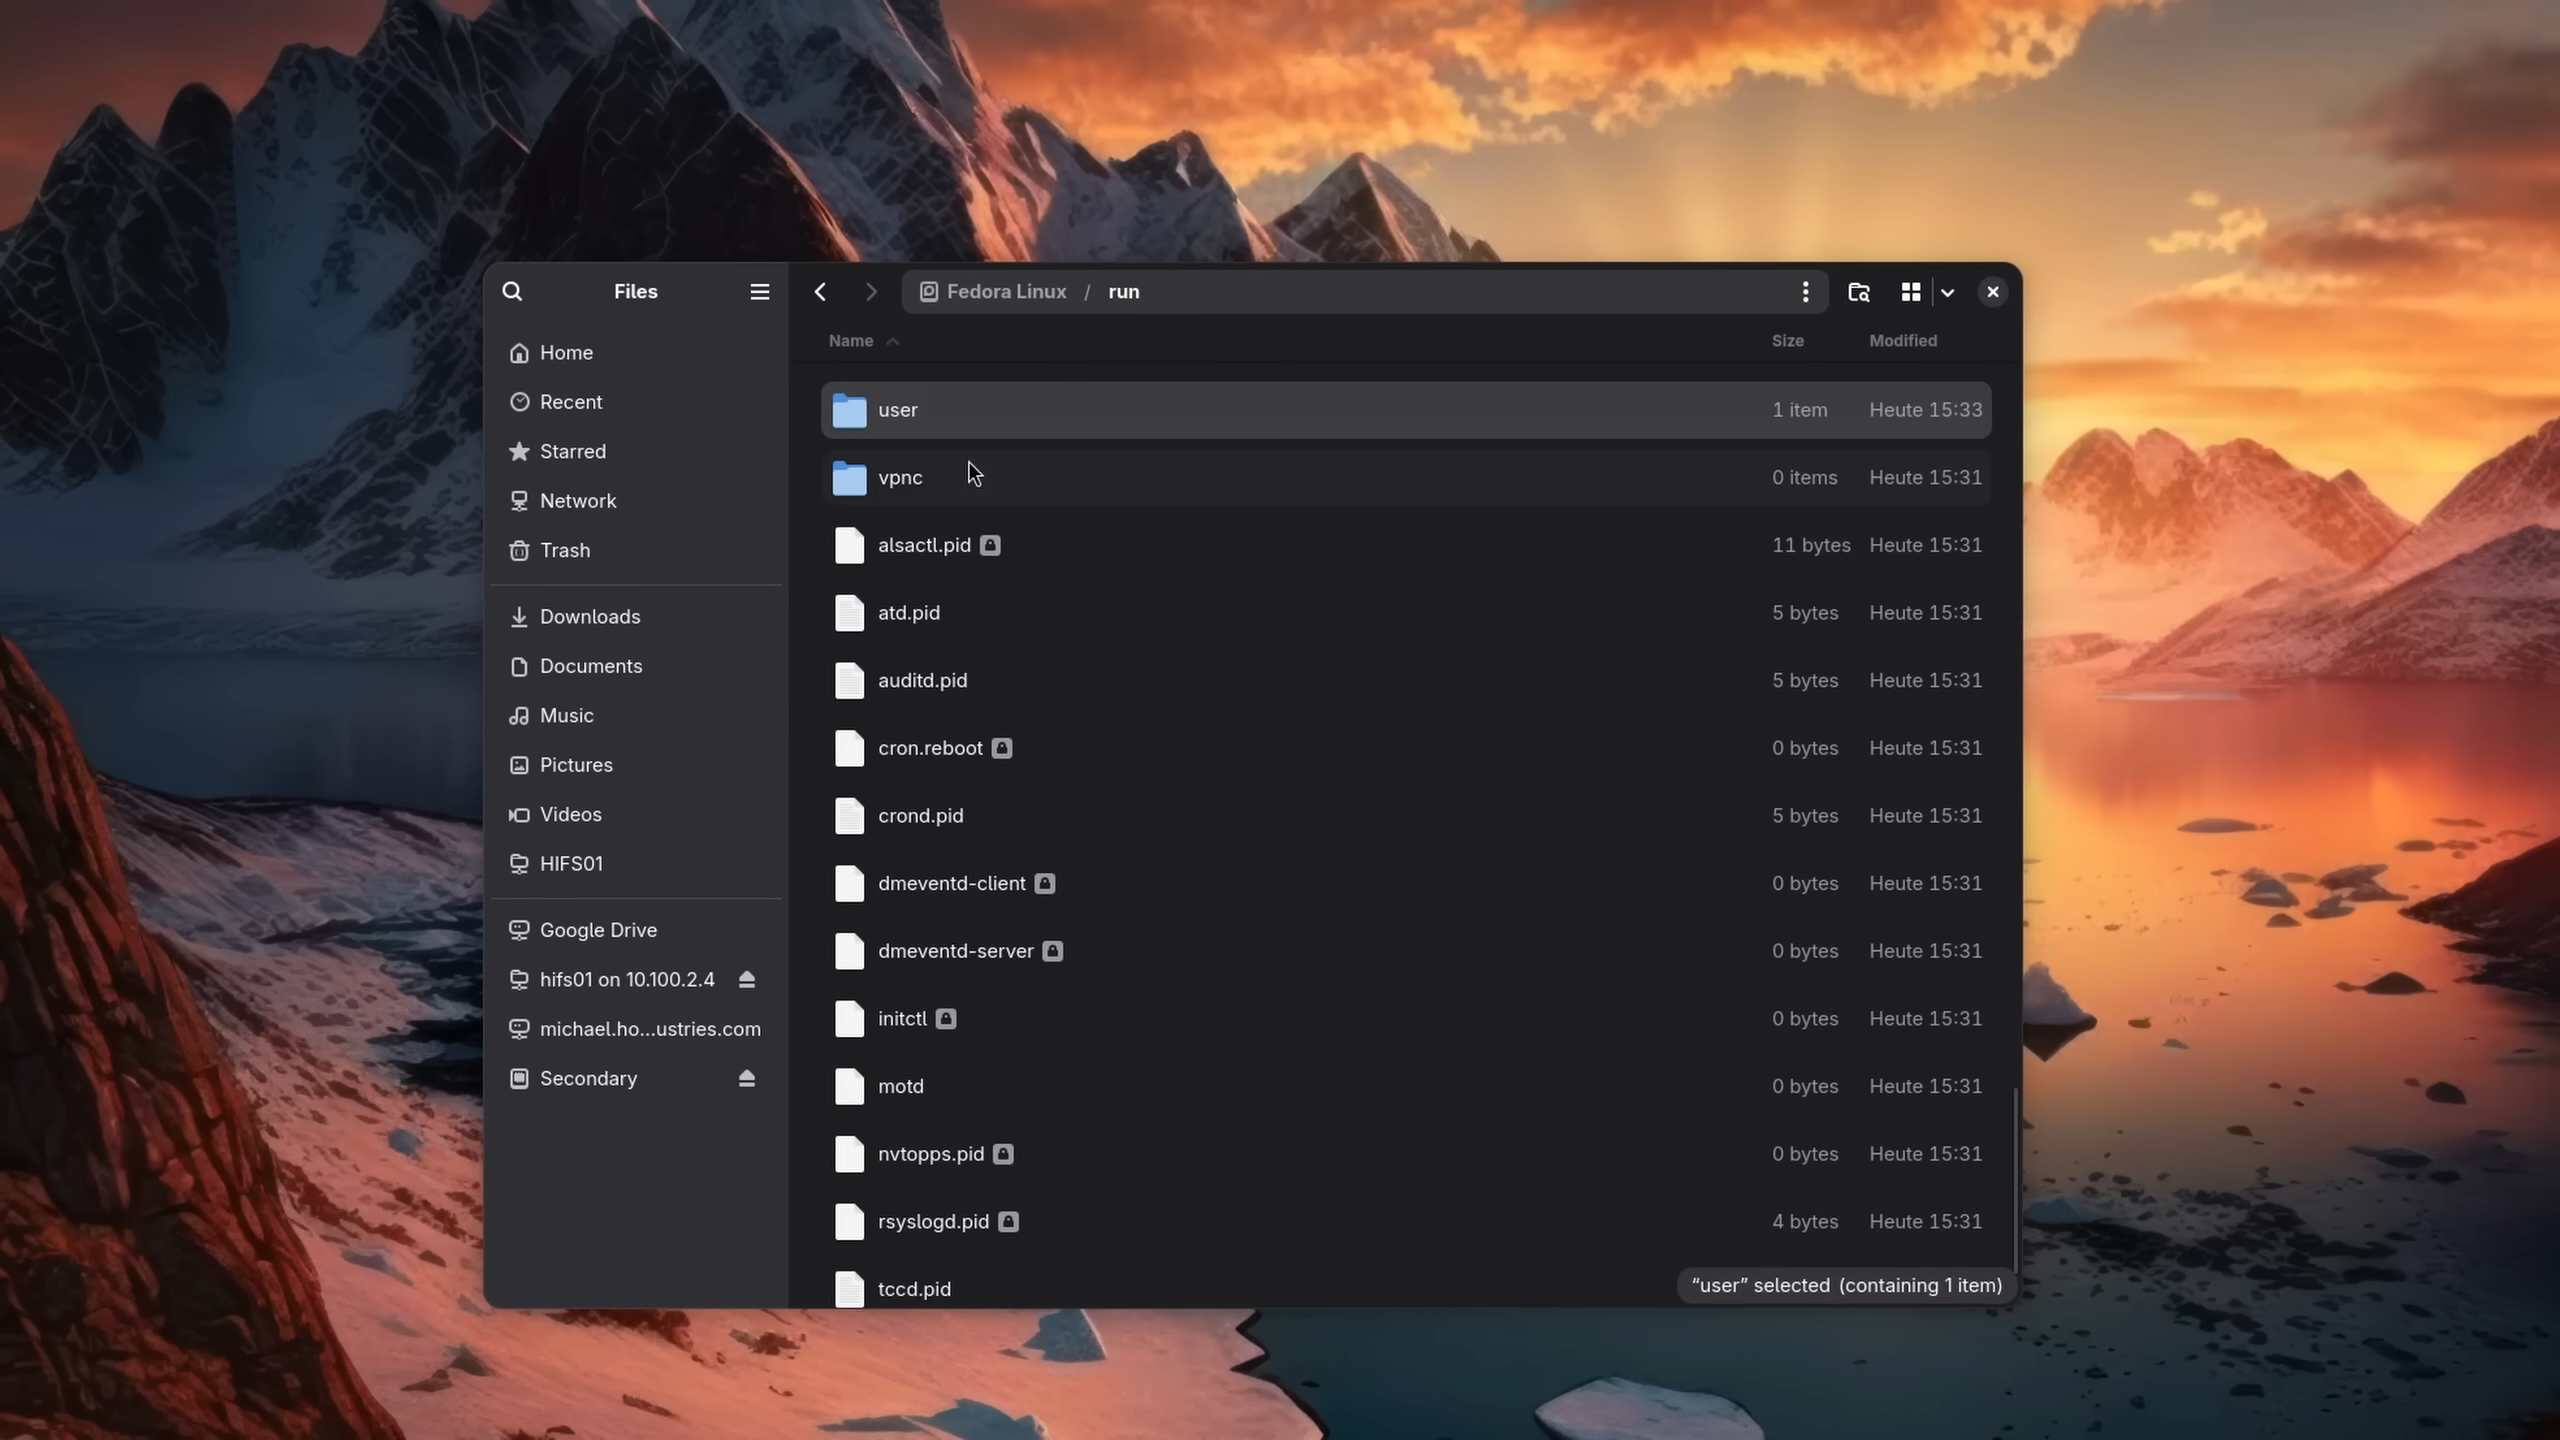 Files
Fedora Linux / run
Name Size Modified
Home
Recent
Starred
Network
Trash
Downloads
Documents
Music
Pictures
Videos
HIFS01
Google Drive
hifs01 on 10.100.2.4
michael.ho...ustries.com
Secondary
user 1 item Heute 15:33
vpnc 0 items Heute 15:31
alsactl.pid 11 bytes Heute 15:31
atd.pid 5 bytes Heute 15:31
auditd.pid 5 bytes Heute 15:31
cron.reboot 0 bytes Heute 15:31
crond.pid 5 bytes Heute 15:31
dmeventd-client 0 bytes Heute 15:31
dmeventd-server 0 bytes Heute 15:31
initctl 0 bytes Heute 15:31
motd 0 bytes Heute 15:31
nvtopps.pid 0 bytes Heute 15:31
rsyslogd.pid 4 bytes Heute 15:31
tccd.pid
“user” selected (containing 1 item)